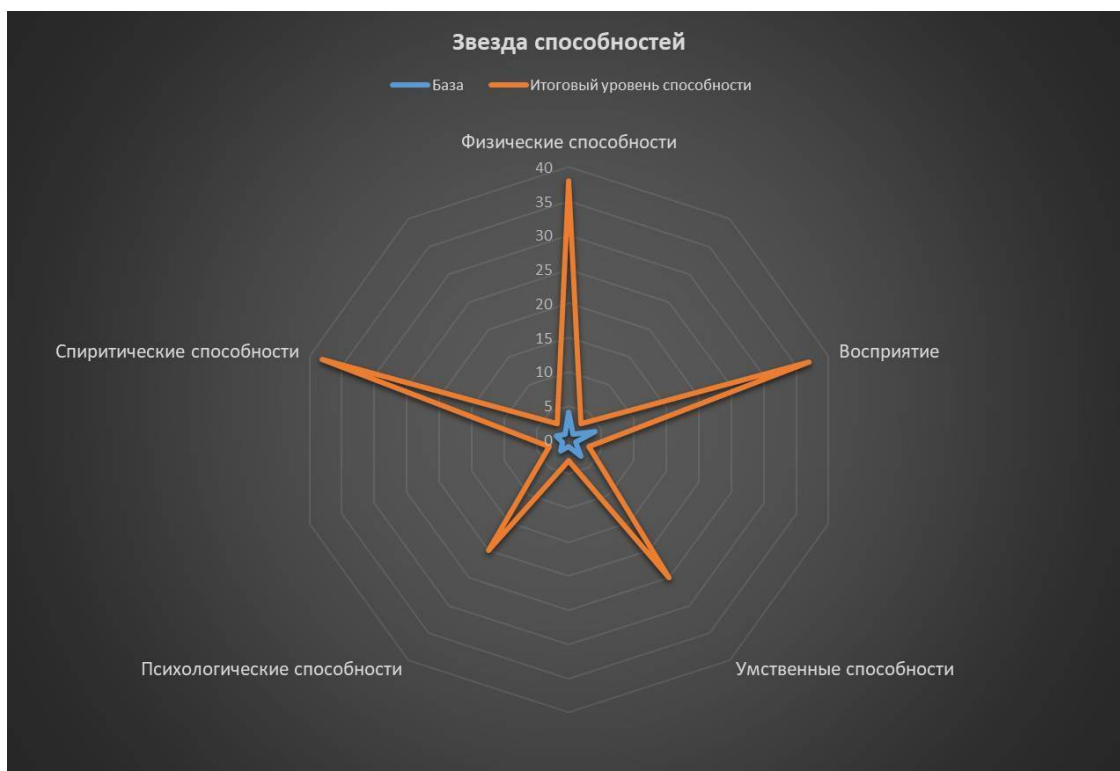 Звезда способностей
База
Итоговый уровень способности
Физические способности
40
35
30
25
20
15
10
5
0
Спиритические способности
Восприятие
Психологические способности
Умственные способности